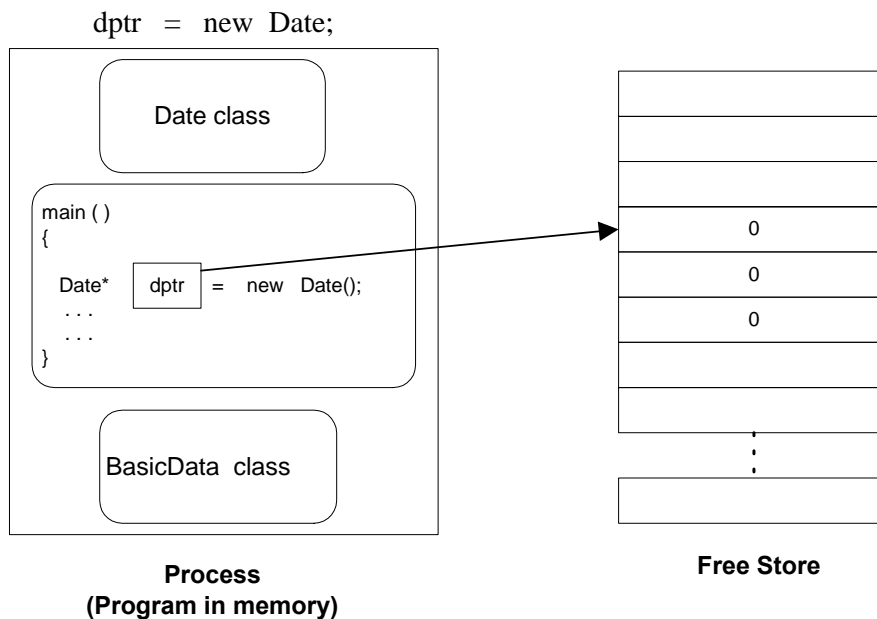 dptr = new Date;
Date class
main ( )
{
Date* dptr = new Date();
. . .
. . .
}
BasicData class
0
0
0
Process
(Program in memory)
Free Store